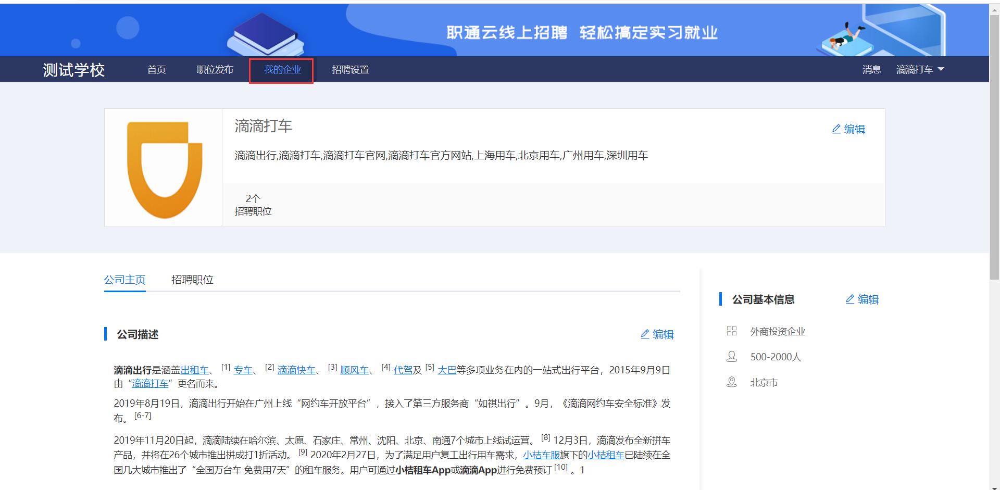 职通云线上招聘 轻松搞定实习就业
测试学校 首页 职位发布 我的企业 招聘设置 消息 滴滴打车
滴滴打车
编辑
滴滴出行,滴滴打车,滴滴打车官网,滴滴打车官方网站,上海用车,北京用车,广州用车,深圳用车
2个
招聘职位
公司主页 招聘职位
公司描述 编辑
滴滴出行是涵盖出租车、 [1] 专车、 [2] 滴滴快车、 [3] 顺风车、 [4] 代驾及 [5] 大巴等多项业务在内的一站式出行平台，2015年9月9日
由“滴滴打车”更名而来。
2019年8月19日，滴滴出行开始在广州上线“网约车开放平台”，接入了第三方服务商“如祺出行”。9月，《滴滴网约车安全标准》发
布。 [6-7]
2019年11月20日起，滴滴陆续在哈尔滨、太原、石家庄、常州、沈阳、北京、南通7个城市上线试运营。 [8] 12月3日，滴滴发布全新拼车
产品，并将在26个城市推出拼成打1折活动。 [9] 2020年2月27日，为了满足用户复工出行用车需求，小桔车服旗下的小桔租车已陆续在全
国几大城市推出了“全国万台车 免费用7天”的租车服务。用户可通过小桔租车App或滴滴App进行免费预订 [10] 。1
公司基本信息 编辑
外商投资企业
500-2000人
北京市